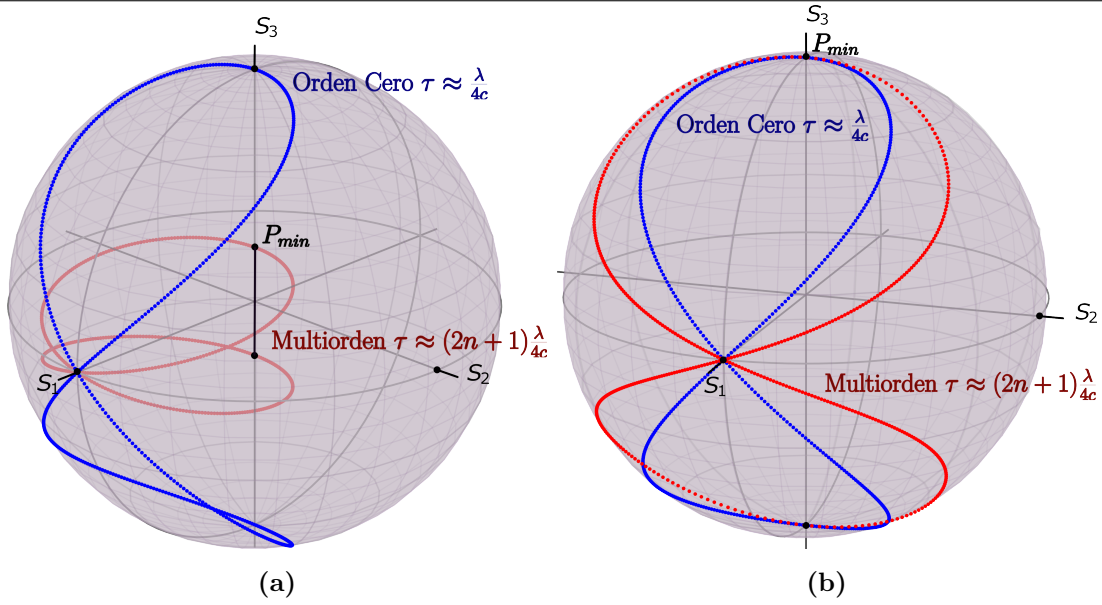 S₃
Orden Cero τ ≈ λ/4c
P_min
Multiorden τ ≈ (2n + 1) λ/4c
S₁
S₂
(a)
S₃
P_min
Orden Cero τ ≈ λ/4c
S₂
S₁
Multiorden τ ≈ (2n + 1) λ/4c
(b)